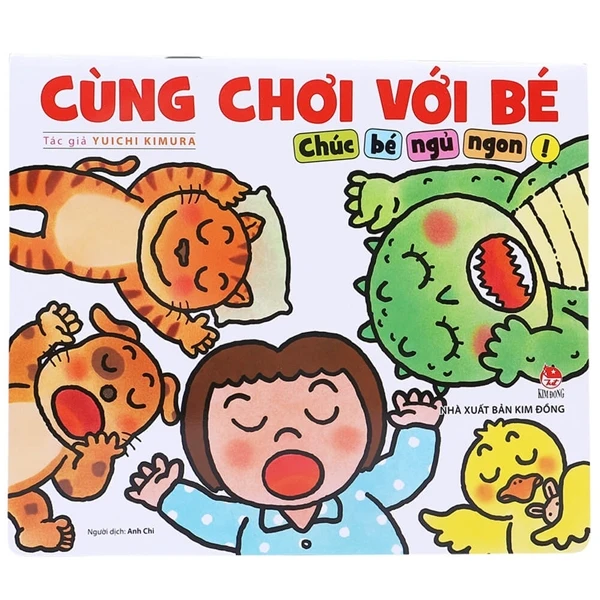 CÙNG CHƠI VỚI BÉ
Tác giả YUICHI KIMURA
Chúc bé ngủ ngon !
KIM ĐỒNG
NHÀ XUẤT BẢN KIM ĐỒNG
Người dịch: Anh Chi